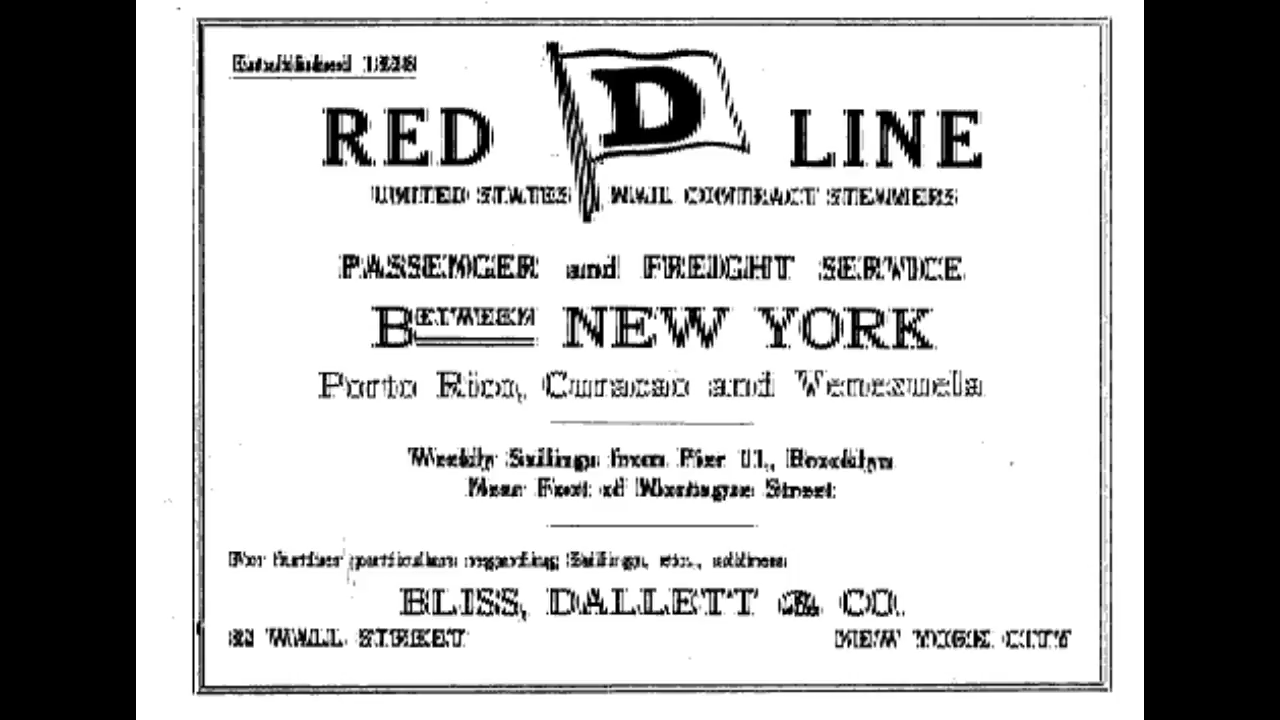 Established 1838
RED D LINE
UNITED STATES MAIL CONTRACT STEAMERS
PASSENGER and FREIGHT SERVICE
BETWEEN NEW YORK
Porto Rico, Curacao and Venezuela
Weekly Sailings from Pier 11, Brooklyn
Near Foot of Montague Street
For further particulars regarding Sailings, etc., address
BLISS, DALLETT & CO.
WALL STREET NEW YORK CITY